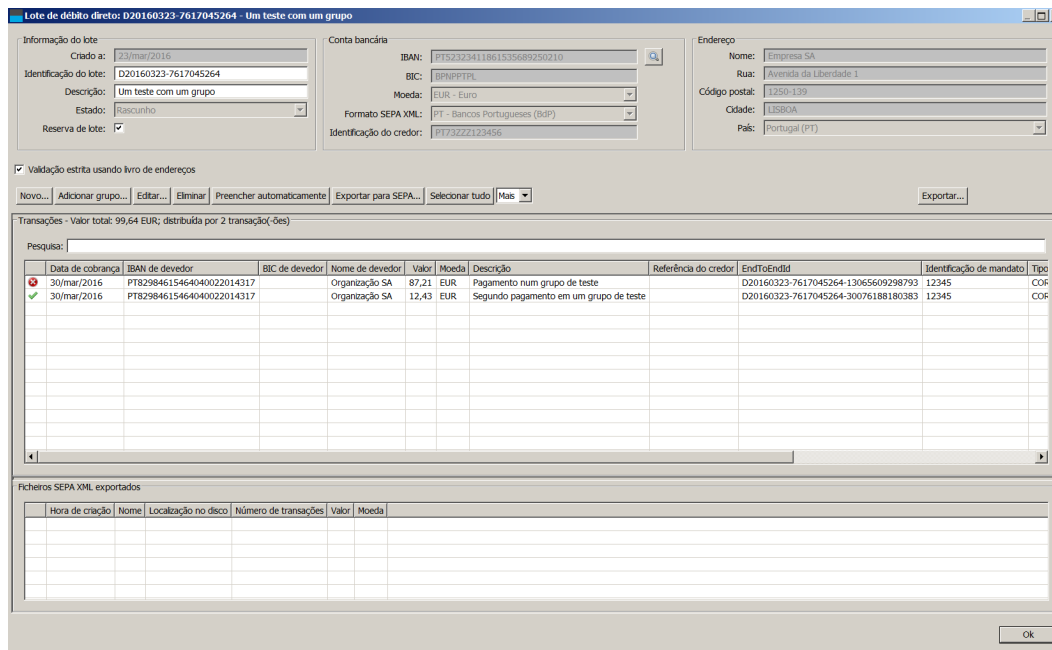 Lote de débito direto: D20160323-7617045264 - Um teste com um grupo
Informação do lote
Criado a: 23/mar/2016
Identificação do lote: D20160323-7617045264
Descrição: Um teste com um grupo
Estado: Rascunho
Reserva de lote:
Conta bancária
IBAN: PT52323411861535689250210
BIC: BPNPPTPL
Moeda: EUR - Euro
Formato SEPA XML: PT - Bancos Portugueses (BdP)
Identificação do credor: PT73ZZZ123456
Endereço
Nome: Empresa SA
Rua: Avenida da Liberdade 1
Código postal: 1250-139
Cidade: LISBOA
País: Portugal (PT)
Validação estrita usando livro de endereços
Novo... Adicionar grupo... Editar... Eliminar Preencher automaticamente Exportar para SEPA... Selecionar tudo Mais Exportar...
Transações - Valor total: 99,64 EUR; distribuída por 2 transação(-ões)
Pesquisa:
Data de cobrança IBAN de devedor BIC de devedor Nome de devedor Valor Moeda Descrição Referência do credor EndToEndId Identificação de mandato Tipo
30/mar/2016 PT82984615464040022014317 Organização SA 87,21 EUR Pagamento num grupo de teste D20160323-7617045264-13065609298793 12345 COR
30/mar/2016 PT82984615464040022014317 Organização SA 12,43 EUR Segundo pagamento em um grupo de teste D20160323-7617045264-30076188180383 12345 COR
Ficheiros SEPA XML exportados
Hora de criação Nome Localização no disco Número de transações Valor Moeda
Ok